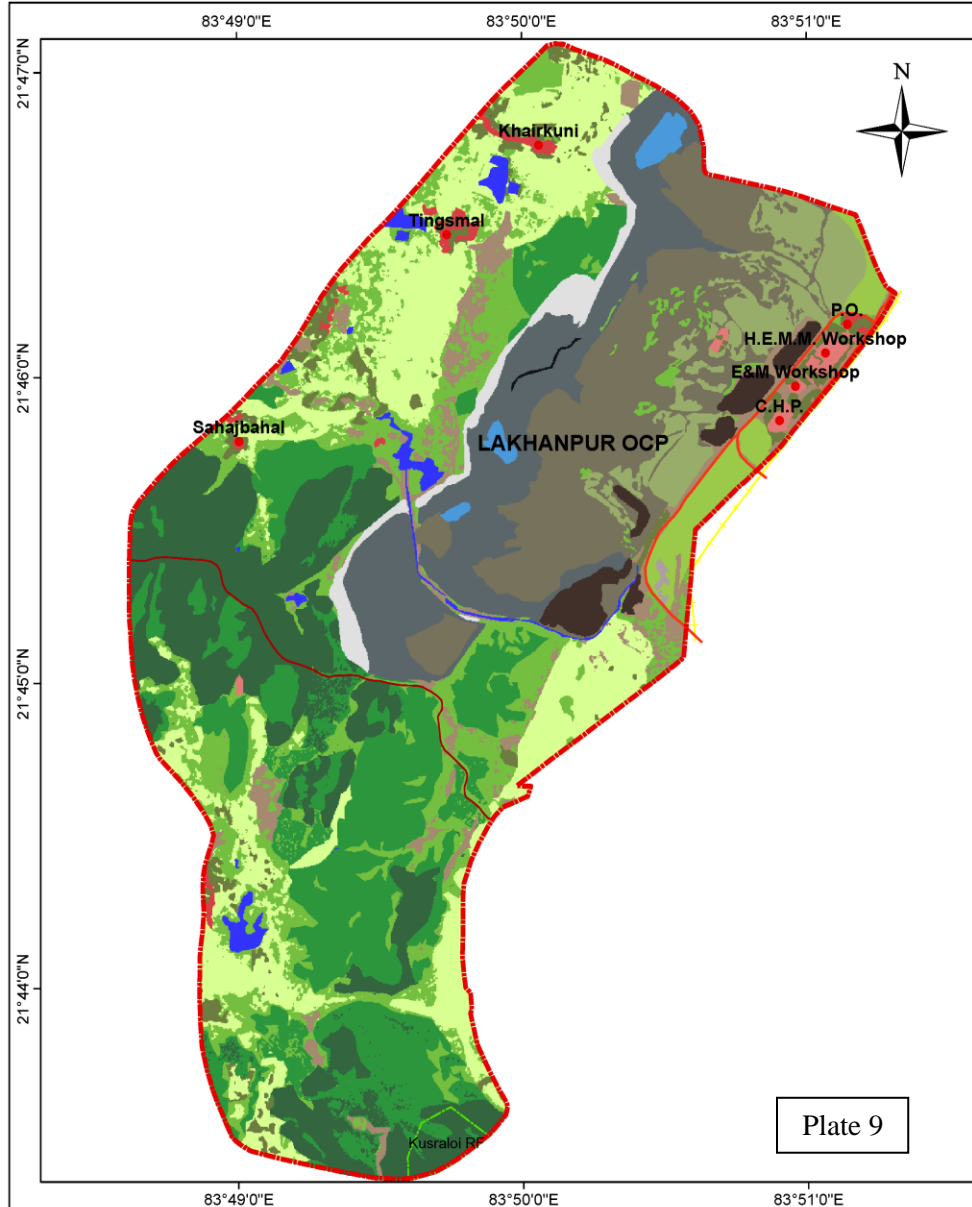 83°49'0"E 83°50'0"E 83°51'0"E
21°47'0"N
N
Khairkuni
Tingsmal
P.O.
H.E.M.M. Workshop
21°46'0"N
E&M Workshop
C.H.P.
Sahajbahal
LAKHANPUR OCP
21°45'0"N
21°44'0"N
Plate 9
Kusraloi RF
83°49'0"E 83°50'0"E 83°51'0"E